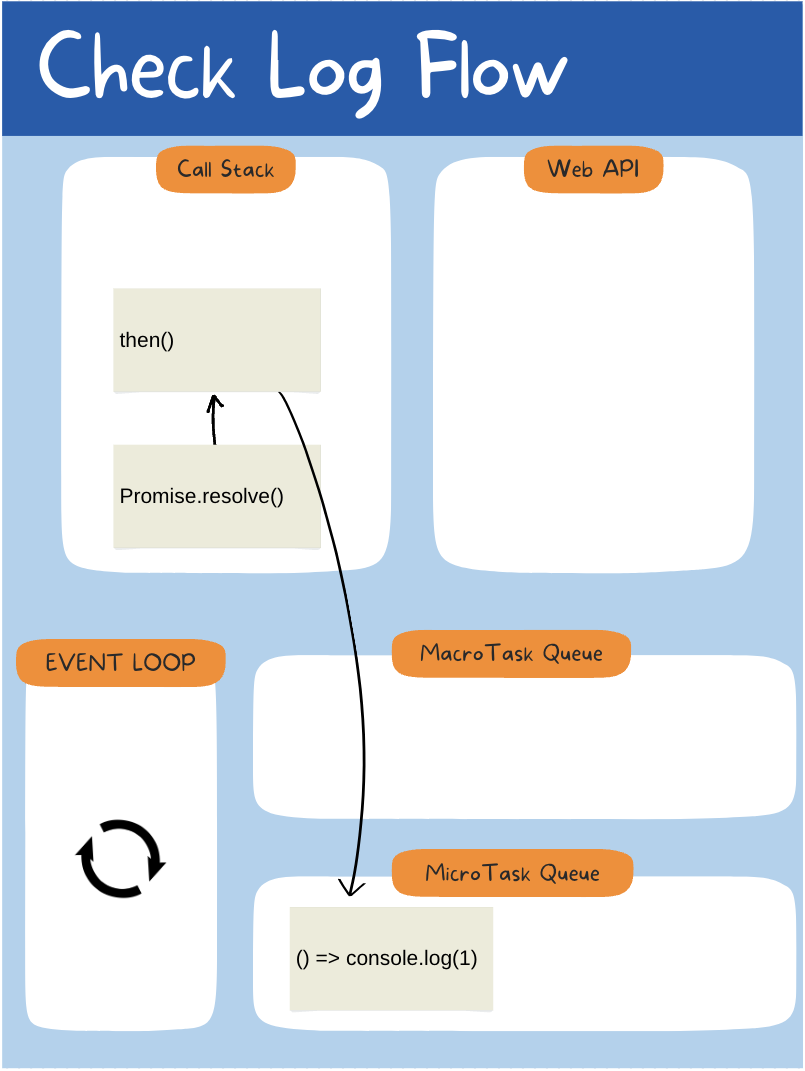 Check Log Flow
Call Stack
Web API
then()
Promise.resolve()
EVENT LOOP
MacroTask Queue
MicroTask Queue
() => console.log(1)